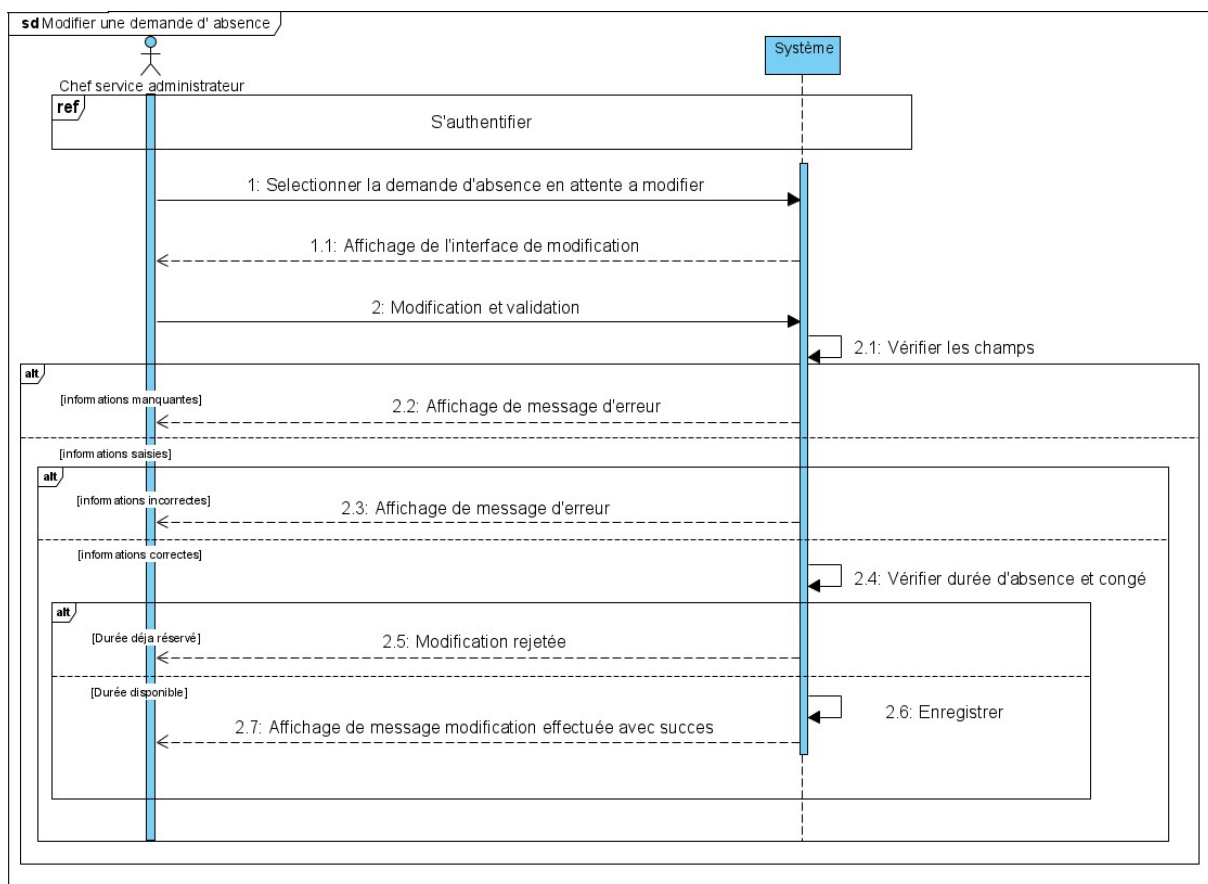 sd Modifier une demande d' absence
Système
Chef service administrateur
ref
S'authentifier
1: Selectionner la demande d'absence en attente a modifier
1.1: Affichage de l'interface de modification
2: Modification et validation
2.1: Vérifier les champs
alt
[informations manquantes]
2.2: Affichage de message d'erreur
[informations saisies]
alt
[informations incorrectes]
2.3: Affichage de message d'erreur
[informations correctes]
2.4: Vérifier durée d'absence et congé
alt
[Durée déja réservé]
2.5: Modification rejetée
[Durée disponible]
2.6: Enregistrer
2.7: Affichage de message modification effectuée avec succes